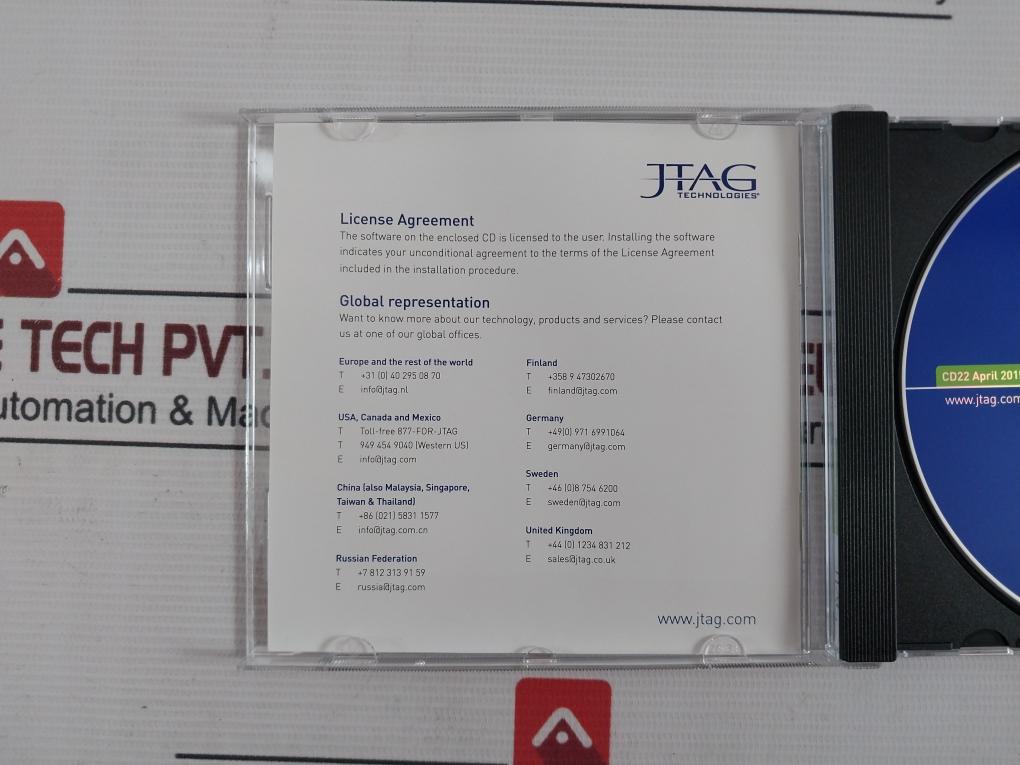 JTAG
TECHNOLOGIES
License Agreement
The software on the enclosed CD is licensed to the user. Installing the software
indicates your unconditional agreement to the terms of the License Agreement
included in the installation procedure.
Global representation
Want to know more about our technology, products and services? Please contact
us at one of our global offices.
Europe and the rest of the world
T +31 (0) 40 295 08 70
E info@jtag.nl
USA, Canada and Mexico
T Toll-free 877-FOR-JTAG
T 949 454 9040 (Western US)
E info@jtag.com
China (also Malaysia, Singapore,
Taiwan & Thailand)
T +86 (021) 5831 1577
E info@jtag.com.cn
Russian Federation
T +7 812 313 91 59
E russia@jtag.com
Finland
T +358 9 47302670
E finland@jtag.com
Germany
T +49(0) 971 6991064
E germany@jtag.com
Sweden
T +46 (0)8 754 6200
E sweden@jtag.com
United Kingdom
T +44 (0) 1234 831 212
E sales@jtag.co.uk
www.jtag.com
CD22 April 2015
www.jtag.com
TECH PVT.
utomation &